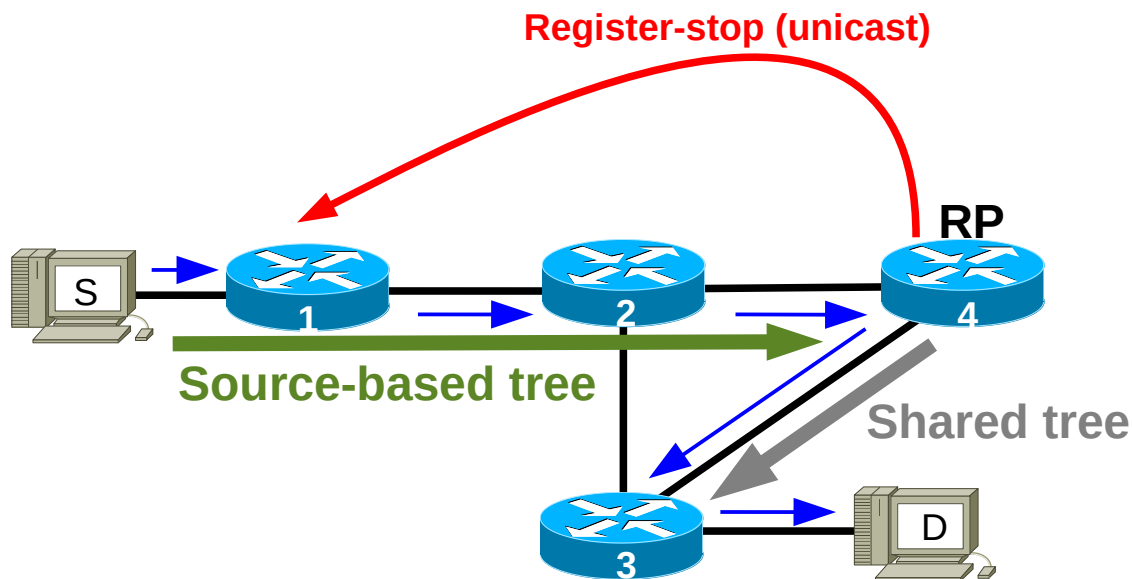 Register-stop (unicast)
RP
S
1
2
4
Source-based tree
Shared tree
3
D